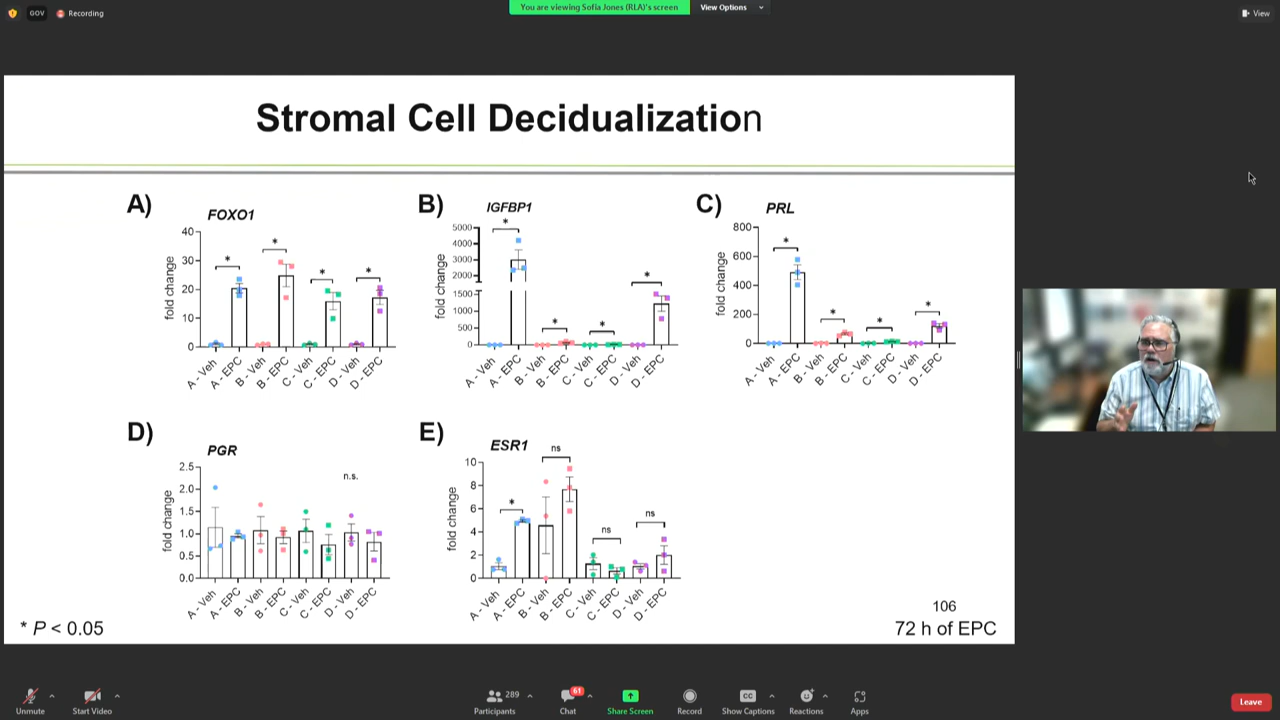 GOV
Recording
You are viewing Sofia Jones (RLA)'s screen
View Options
View
Stromal Cell Decidualization
A)
FOXO1
fold change
40
30
20
10
0
*
*
*
*
A - Veh
A - EPC
B - Veh
B - EPC
C - Veh
C - EPC
D - Veh
D - EPC
B)
IGFBP1
fold change
5000
4000
3000
2000
1500
1000
500
0
*
*
*
*
A - Veh
A - EPC
B - Veh
B - EPC
C - Veh
C - EPC
D - Veh
D - EPC
C)
PRL
fold change
800
600
400
200
0
*
*
*
*
A - Veh
A - EPC
B - Veh
B - EPC
C - Veh
C - EPC
D - Veh
D - EPC
D)
PGR
fold change
2.5
2.0
1.5
1.0
0.5
0.0
n.s.
A - Veh
A - EPC
B - Veh
B - EPC
C - Veh
C - EPC
D - Veh
D - EPC
E)
ESR1
fold change
10
8
6
4
2
0
*
ns
ns
ns
A - Veh
A - EPC
B - Veh
B - EPC
C - Veh
C - EPC
D - Veh
D - EPC
* P < 0.05
106
72 h of EPC
Unmute
Start Video
289
Participants
61
Chat
Share Screen
Record
CC
Show Captions
Reactions
Apps
Leave